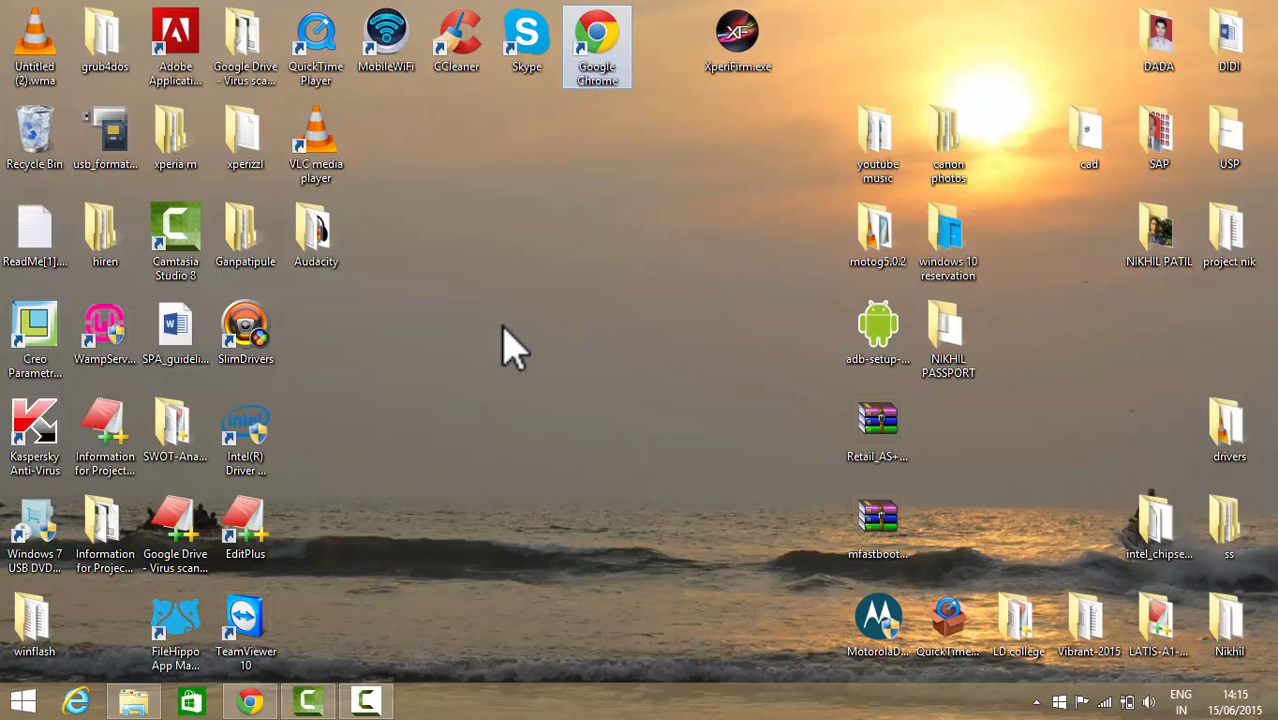 Untitled
(2).wma
grub4dos
Adobe
Applicati...
Google Drive
- Virus scan...
QuickTime
Player
MobileWiFi
CCleaner
Skype
Google
Chrome
XF
XperiFirm.exe
DADA
DIDI
Recycle Bin
usb_format...
xperia m
xperizzl
VLC media
player
youtube
music
canon
photos
cad
SAP
USP
ReadMe[1]....
hiren
Camtasia
Studio 8
Ganpatipule
Audacity
motog5.0.2
windows 10
reservation
NIKHIL PATIL
project nik
Creo
Parametr...
WampServ...
SPA_guideli...
SlimDrivers
adb-setup-...
NIKHIL
PASSPORT
Kaspersky
Anti-Virus
Information
for Project...
SWOT-Ana...
intel
Intel(R)
Driver ...
Retail_AS+...
drivers
Windows 7
USB DVD...
Information
for Projec...
Google Drive
- Virus scan...
EditPlus
mfastboot...
intel_chipse...
ss
winflash
FileHippo
App Ma...
TeamViewer
10
MotorolaD...
QuickTime...
LD college
Vibrant-2015
LATIS-A1-...
Nikhil
ENG
IN
14:15
15/06/2015